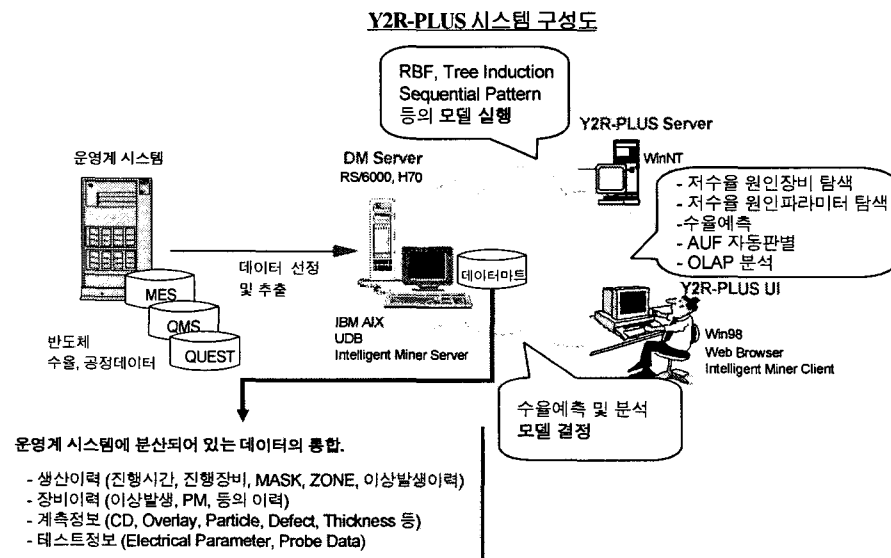 Y2R-PLUS 시스템 구성도
RBF, Tree Induction
Sequential Pattern
등의 모델 실행
Y2R-PLUS Server
WinNT
운영계 시스템
DM Server
RS/6000, H70
- 저수율 원인장비 탐색
- 저수율 원인파라미터 탐색
-수율예측
- AUF 자동판별
- OLAP 분석
데이터 선정
및 추출
데이터마트
MES
QMS
QUEST
반도체
수율, 공정데이터
IBM AIX
UDB
Intelligent Miner Server
Y2R-PLUS UI
Win98
Web Browser
Intelligent Miner Client
수율예측 및 분석
모델 결정
운영계 시스템에 분산되어 있는 데이터의 통합.
- 생산이력 (진행시간, 진행장비, MASK, ZONE, 이상발생이력)
- 장비이력 (이상발생, PM, 등의 이력)
- 계측정보 (CD, Overlay, Particle, Defect, Thickness 등)
- 테스트정보 (Electrical Parameter, Probe Data)